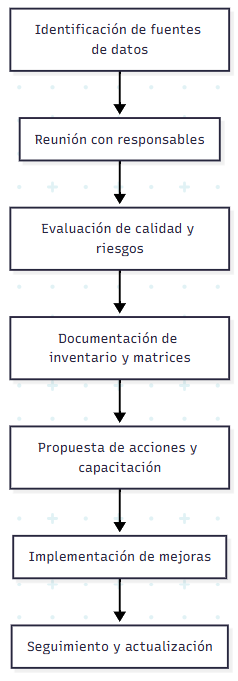 Identificación de fuentes
de datos
Reunión con responsables
Evaluación de calidad y
riesgos
Documentación de
inventario y matrices
Propuesta de acciones y
capacitación
Implementación de mejoras
Seguimiento y actualización